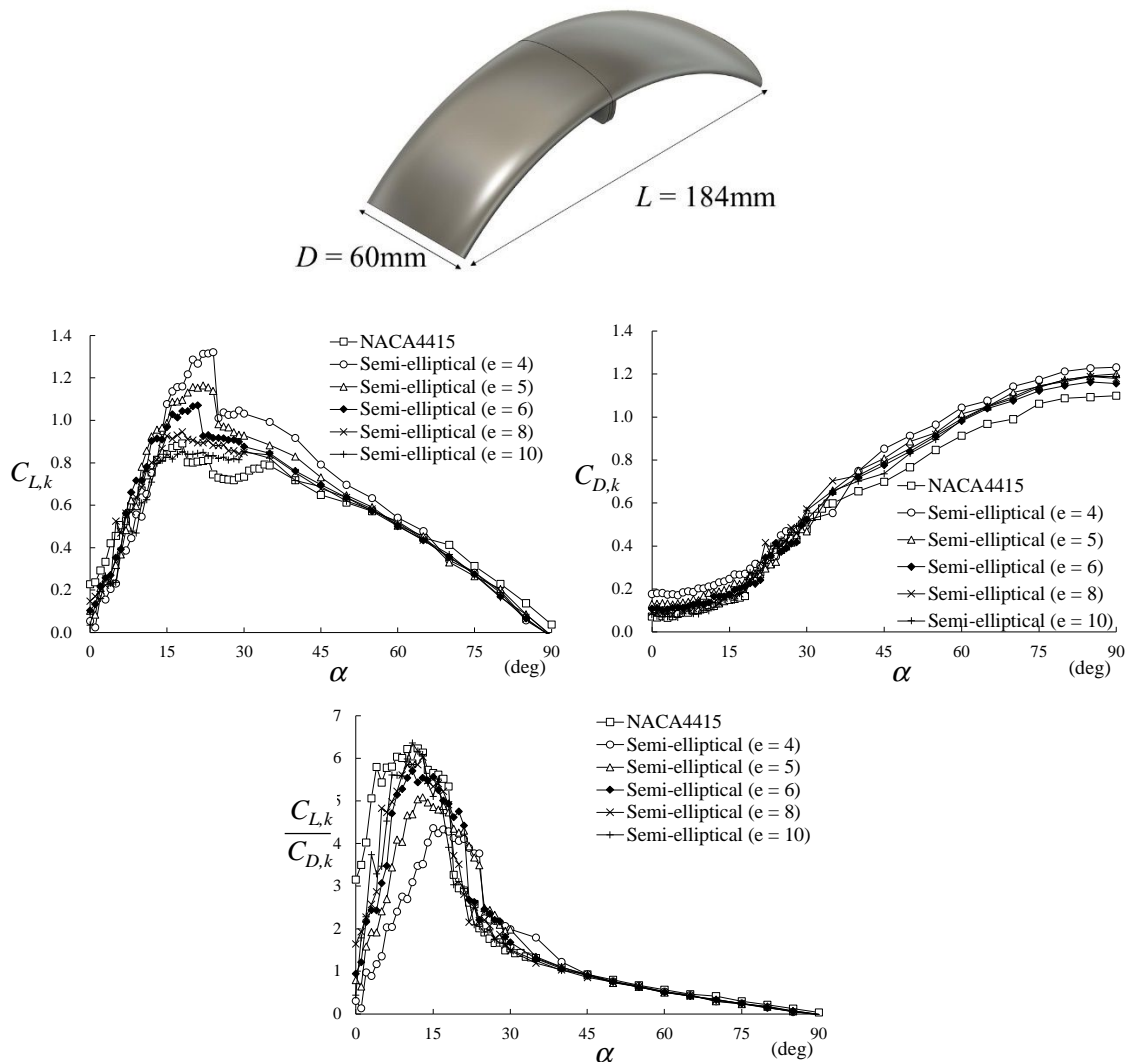 L = 184mm
D = 60mm
1.4
1.2
1.0
0.8
0.6
0.4
0.2
0.0
C_{L,k}
NACA4415
Semi-elliptical (e = 4)
Semi-elliptical (e = 5)
Semi-elliptical (e = 6)
Semi-elliptical (e = 8)
Semi-elliptical (e = 10)
0 15 30 45 60 75 90
α (deg)
1.4
1.2
1.0
0.8
0.6
0.4
0.2
0.0
C_{D,k}
NACA4415
Semi-elliptical (e = 4)
Semi-elliptical (e = 5)
Semi-elliptical (e = 6)
Semi-elliptical (e = 8)
Semi-elliptical (e = 10)
0 15 30 45 60 75 90
α (deg)
7
6
5
4
3
2
1
0
C_{L,k}
C_{D,k}
NACA4415
Semi-elliptical (e = 4)
Semi-elliptical (e = 5)
Semi-elliptical (e = 6)
Semi-elliptical (e = 8)
Semi-elliptical (e = 10)
0 15 30 45 60 75 90
α (deg)